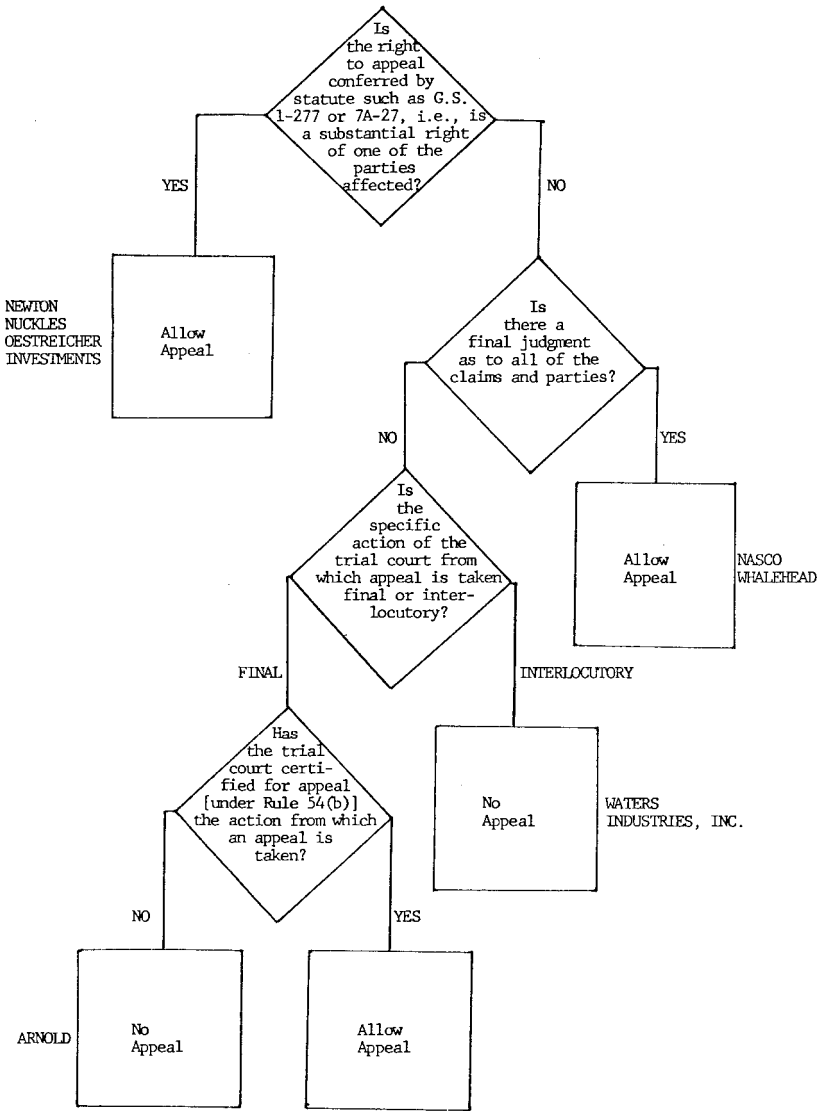 Is
the right
to appeal
conferred by
statute such as G.S.
1-277 or 7A-27, i.e., is
a substantial right
of one of the
parties
affected?
YES
NO
NEWTON
NUCKLES
OESTREICHER
INVESTMENTS
Allow
Appeal
Is
there a
final judgment
as to all of the
claims and parties?
NO
YES
Is
the
specific
action of the
trial court from
which appeal is taken
final or inter-
locutory?
Allow
Appeal
NASCO
WHALEHEAD
FINAL
INTERLOCUTORY
Has
the trial
court certi-
fied for appeal
[under Rule 54(b)]
the action from which
an appeal is
taken?
No
Appeal
WATERS
INDUSTRIES, INC.
NO
YES
ARNOLD
No
Appeal
Allow
Appeal